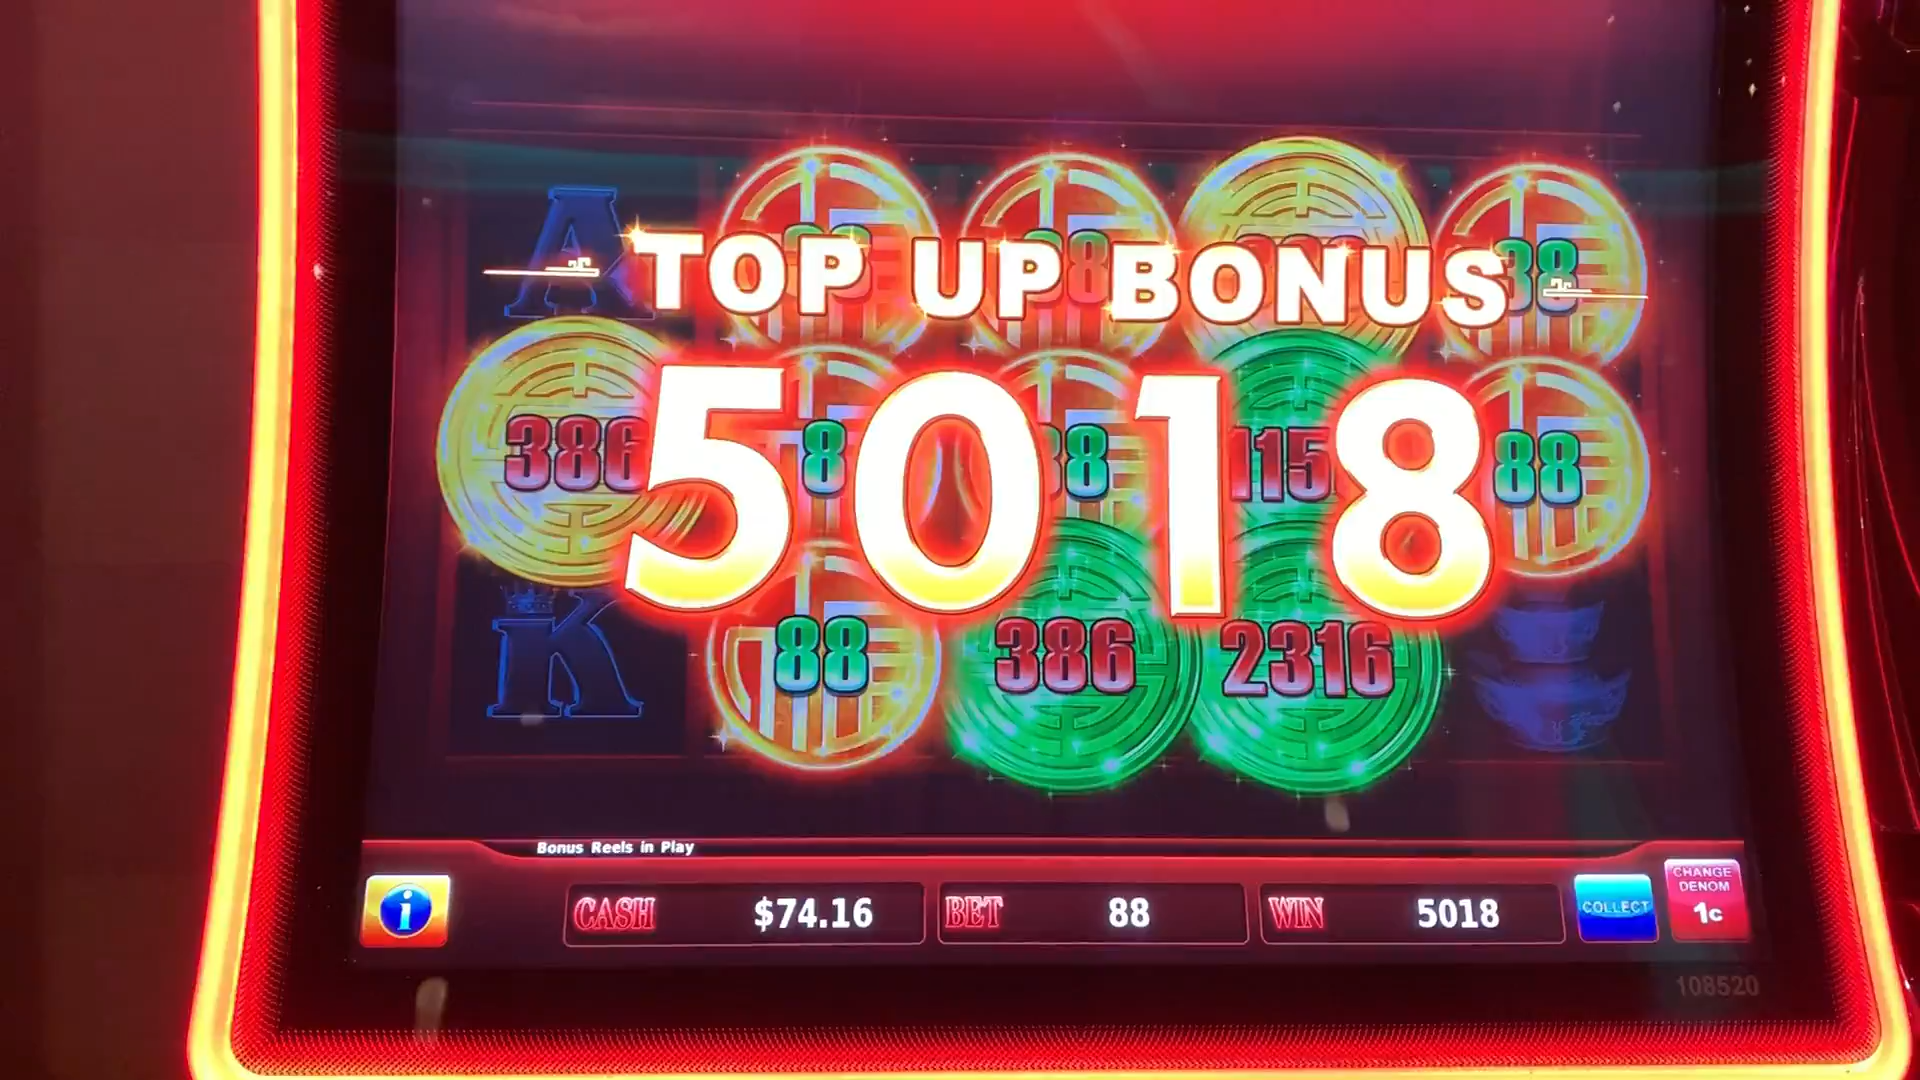 A
TOP UP BONUS
38
386
8
8
115
88
5018
K
88
386
2316
Bonus Reels in Play
i
CASH $74.16
BET 88
WIN 5018
COLLECT
CHANGE
DENOM
1c
108520